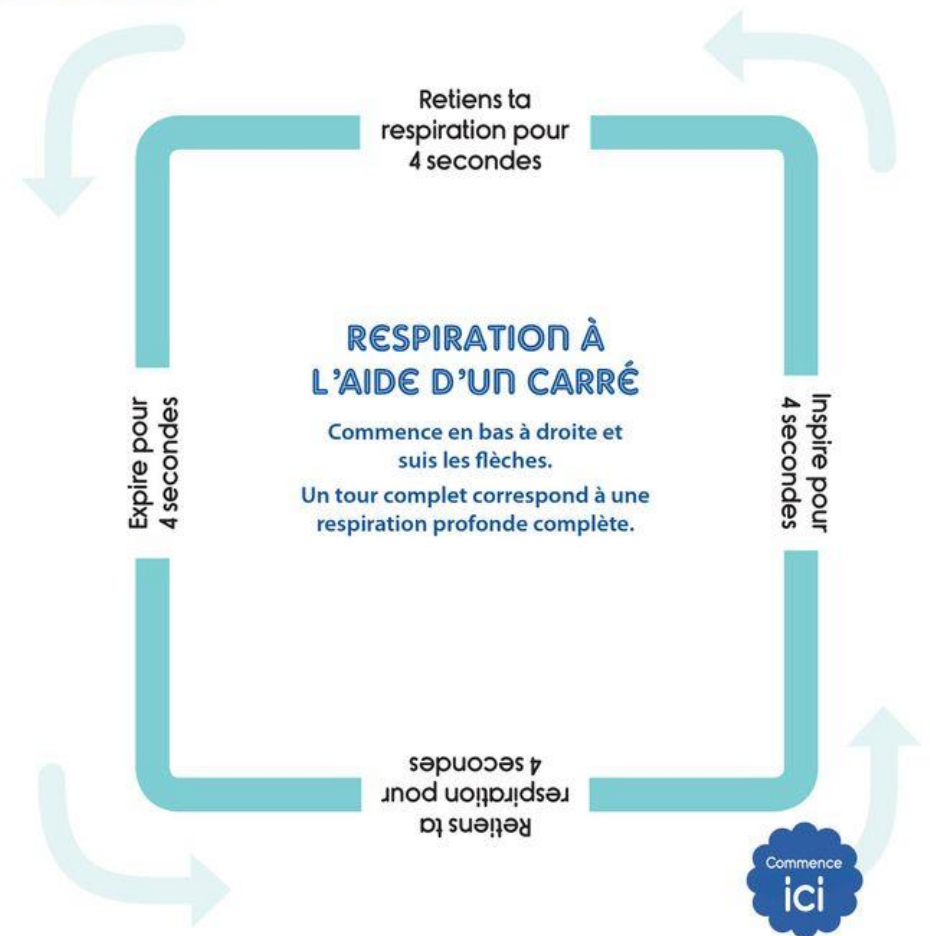 Retiens ta
respiration pour
4 secondes
RESPIRATION À
L'AIDE D'UN CARRÉ
Commence en bas à droite et
suis les flèches.
Un tour complet correspond à une
respiration profonde complète.
Expire pour
4 secondes
Inspire pour
4 secondes
Retiens ta
respiration pour
4 secondes
Commence
ici